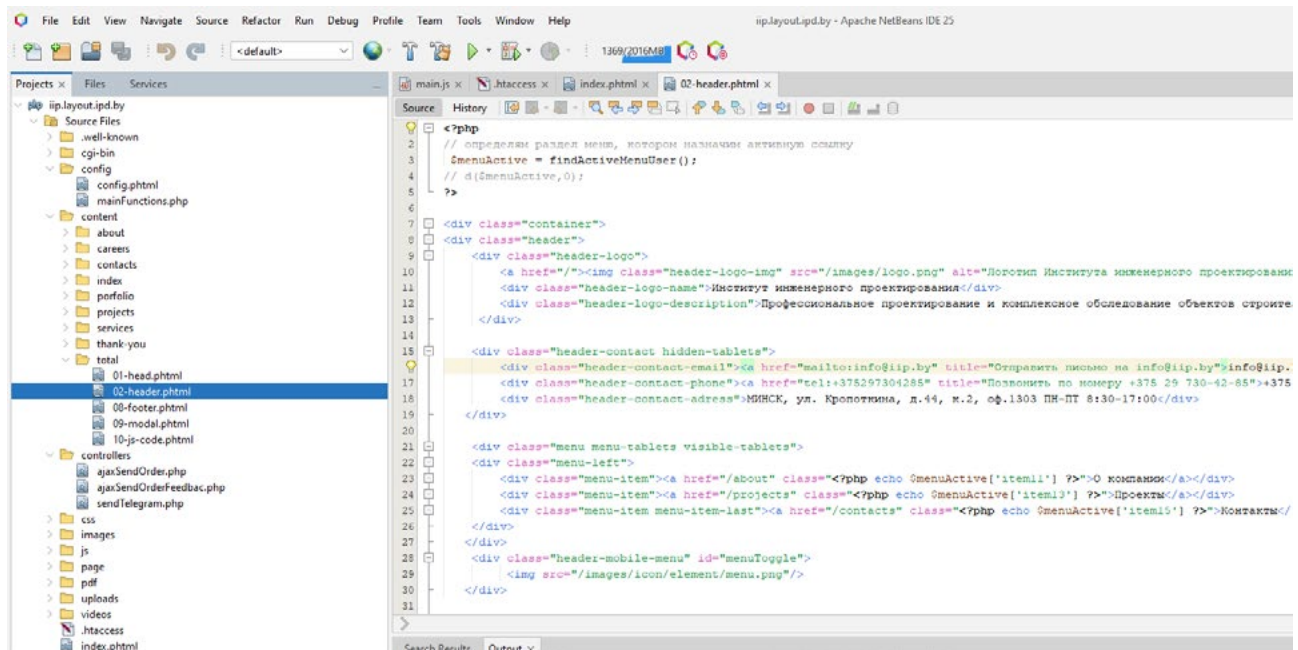 File Edit View Navigate Source Refactor Run Debug Profile Team Tools Window Help
iip.layout.ipd.by - Apache NetBeans IDE 25
<default>
1369/2016MB
Projects Files Services
iip.layout.ipd.by
Source Files
.well-known
cgi-bin
config
config.phtml
mainFunctions.php
content
about
careers
contacts
index
porfolio
projects
services
thank-you
total
01-head.phtml
02-header.phtml
08-footer.phtml
09-modal.phtml
10-js-code.phtml
controllers
ajaxSendOrder.php
ajaxSendOrderFeedbac.php
sendTelegram.php
css
images
js
page
pdf
uploads
videos
.htaccess
index.phtml
main.js .htaccess index.phtml 02-header.phtml
Source History
<?php
2 // определям раздел меню, котором назначим активную ссылку
3 $menuActive = findActiveMenuUser();
4 // d($menuActive,0);
5 ?>
6
7 <div class="container">
8 <div class="header">
9 <div class="header-logo">
10 <a href="/"><img class="header-logo-img" src="/images/logo.png" alt="Логотип Института инженерного проектировани
11 <div class="header-logo-name">Институт инженерного проектирования</div>
12 <div class="header-logo-description">Профессиональное проектирование и комплексное обследование объектов строите
13 </div>
14
15 <div class="header-contact hidden-tablets">
<div class="header-contact-email"><a href="mailto:info@iip.by" title="Отправить письмо на info@iip.by">info@iip.
17 <div class="header-contact-phone"><a href="tel:+375297304285" title="Позвонить по номеру +375 29 730-42-85">+375
18 <div class="header-contact-adress">МИНСК, ул. Кропоткина, д.44, к.2, оф.1303 ПН-ПТ 8:30-17:00</div>
19 </div>
20
21 <div class="menu menu-tablets visible-tablets">
22 <div class="menu-left">
23 <div class="menu-item"><a href="/about" class="<?php echo $menuActive['item11'] ?>">О компании</a></div>
24 <div class="menu-item"><a href="/projects" class="<?php echo $menuActive['item13'] ?>">Проекты</a></div>
25 <div class="menu-item menu-item-last"><a href="/contacts" class="<?php echo $menuActive['item15'] ?>">Контакты</
26 </div>
27 </div>
28 <div class="header-mobile-menu" id="menuToggle">
29 <img src="/images/icon/element/menu.png"/>
30 </div>
31
Search Results Output